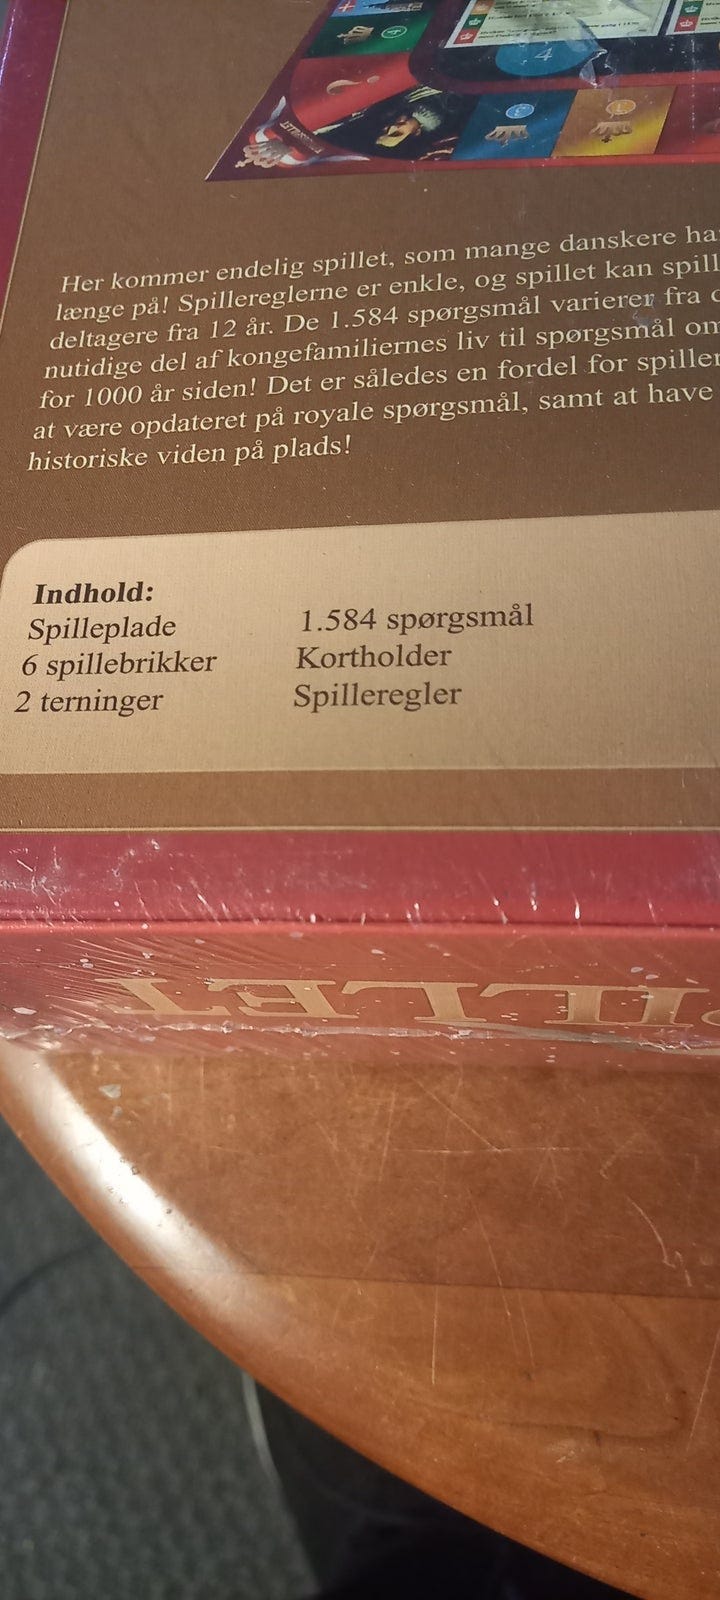 Her kommer endelig spillet, som mange danskere ha
længe på! Spillereglerne er enkle, og spillet kan spill
deltagere fra 12 år. De 1.584 spørgsmål varierer fra
nutidige del af kongefamiliernes liv til spørgsmål om
for 1000 år siden! Det er således en fordel for spiller
at være opdateret på royale spørgsmål, samt at have
historiske viden på plads!
Indhold:
Spilleplade
6 spillebrikker
2 terninger
1.584 spørgsmål
Kortholder
Spilleregler
PILLET